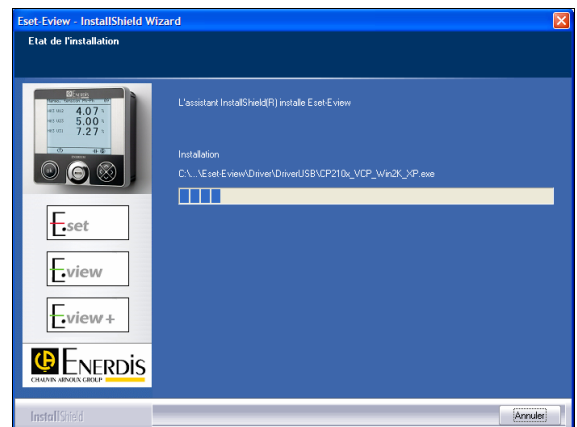 Eset-Eview - InstallShield Wizard
Etat de l'installation
ENERDIS
4.07
5.00
7.27
L'assistant InstallShield(R) installe Eset-Eview
Installation
C:\...\Eset-Eview\Driver\DriverUSB\CP210x_VCP_Win2K_XP.exe
E.set
E.view
E.view+
ENERDIS
CHAUVIN ARNOUX GROUP
InstallShield
Annuler